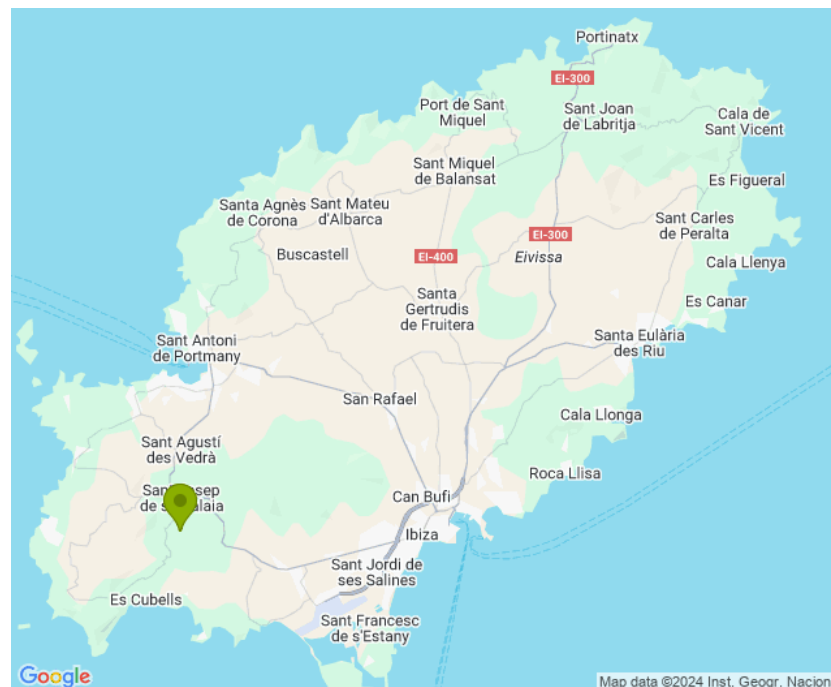 Portinatx
EI-300
Port de Sant
Miquel
Sant Joan
de Labritja
Cala de
Sant Vicent
Sant Miquel
de Balansat
Es Figueral
Santa Agnès
de Corona
Sant Mateu
d'Albarca
Sant Carles
de Peralta
EI-300
Buscastell
EI-400
Eivissa
Cala Llenya
Santa
Gertrudis
de Fruitera
Es Canar
Sant Antoni
de Portmany
Santa Eulària
des Riu
San Rafael
Cala Llonga
Sant Agustí
des Vedrà
Roca Llisa
Can Bufí
Ibiza
Sant Jordi de
ses Salines
Es Cubells
Sant Francesc
de s'Estany
Google
Map data ©2024 Inst. Geogr. Nacion